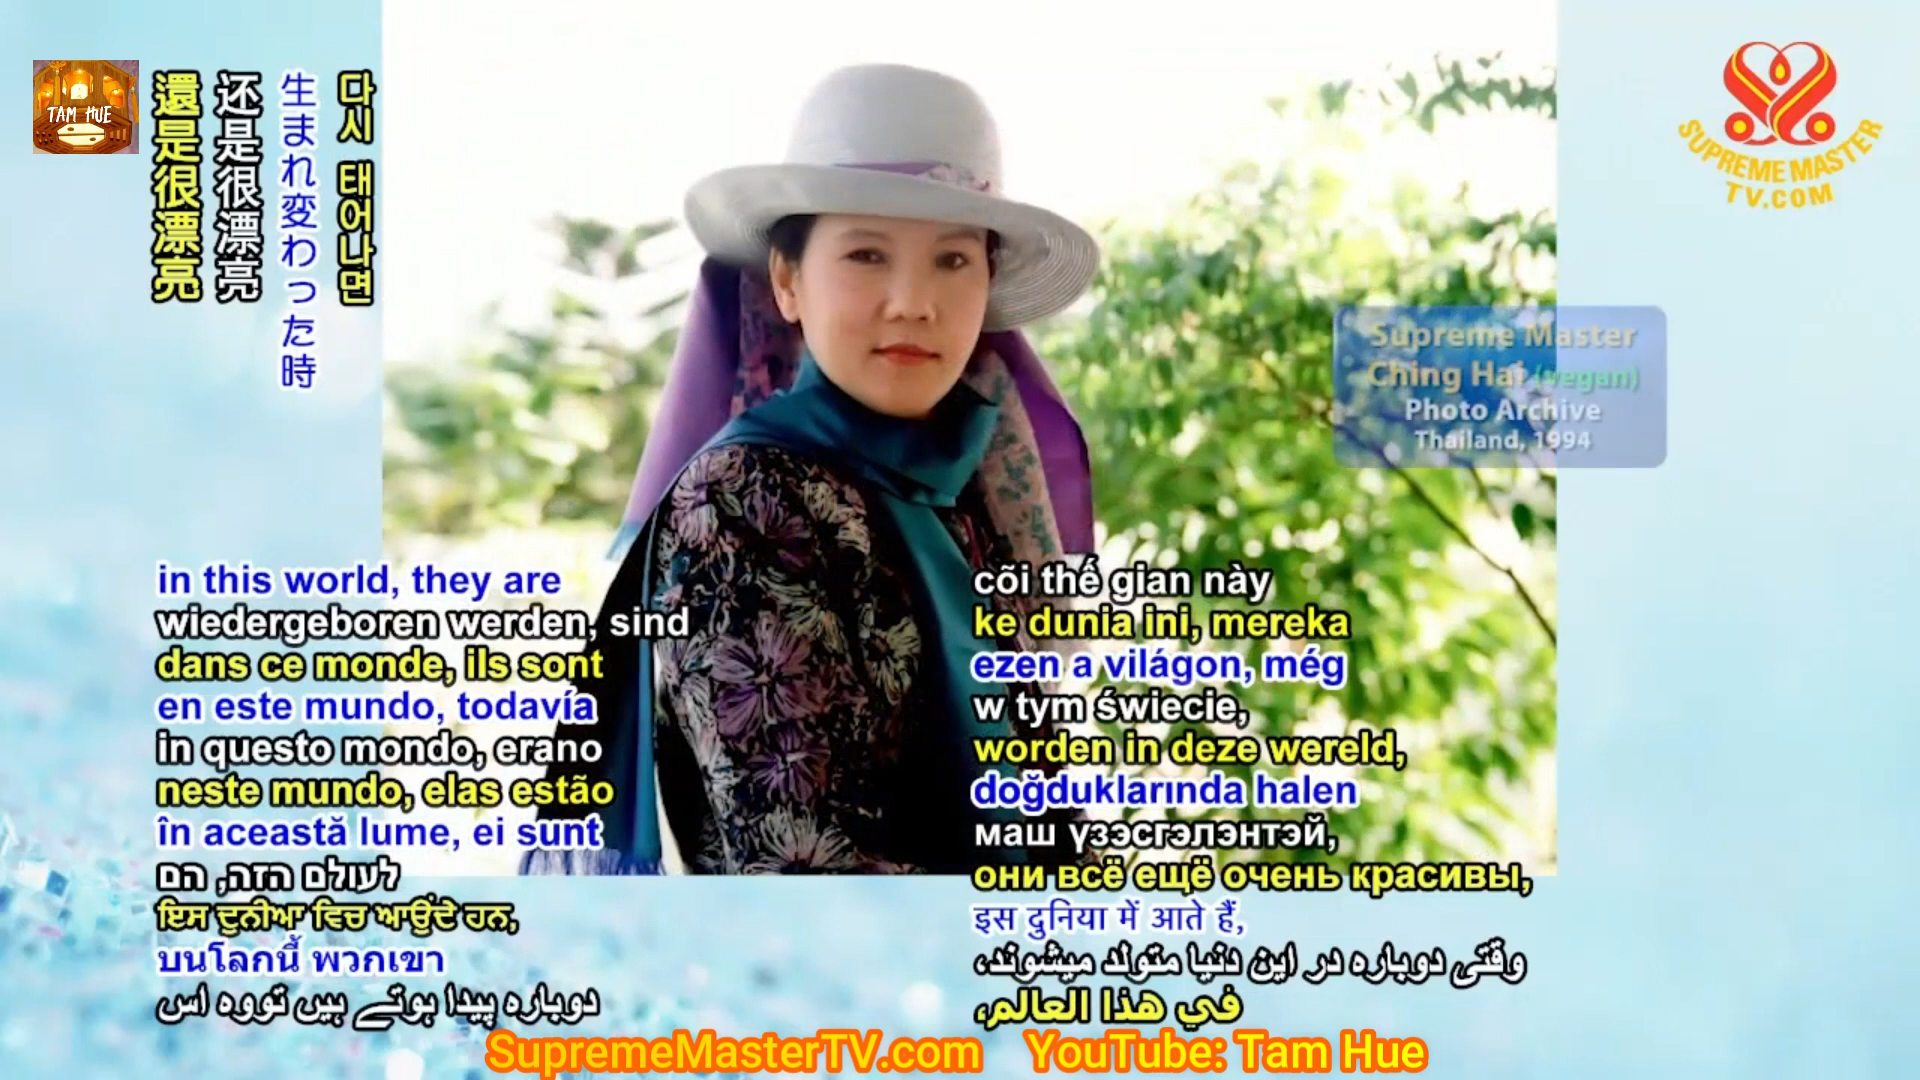 TAM HUE
還是很漂亮
还是很漂亮
生まれ変わった時
다시 태어나면
SUPREME MASTER
TV.COM
Supreme Master
Ching Hai (vegan)
Photo Archive
Thailand, 1994
in this world, they are
wiedergeboren werden, sind
dans ce monde, ils sont
en este mundo, todavía
in questo mondo, erano
neste mundo, elas estão
în această lume, ei sunt
לעולם הזה, הם
ਇਸ ਦੁਨੀਆ ਵਿਚ ਆਉਂਦੇ ਹਨ,
บนโลกนี้ พวกเขา
دوبارہ پیدا ہوتے ہیں تووہ اس
cõi thế gian này
ke dunia ini, mereka
ezen a világon, még
w tym świecie,
worden in deze wereld,
doğduklarında halen
маш үзэсгэлэнтэй,
они всё ещё очень красивы,
इस दुनिया में आते हैं,
وقتی دوباره در این دنیا متولد میشوند،
في هذا العالم،
SupremeMasterTV.com YouTube: Tam Hue